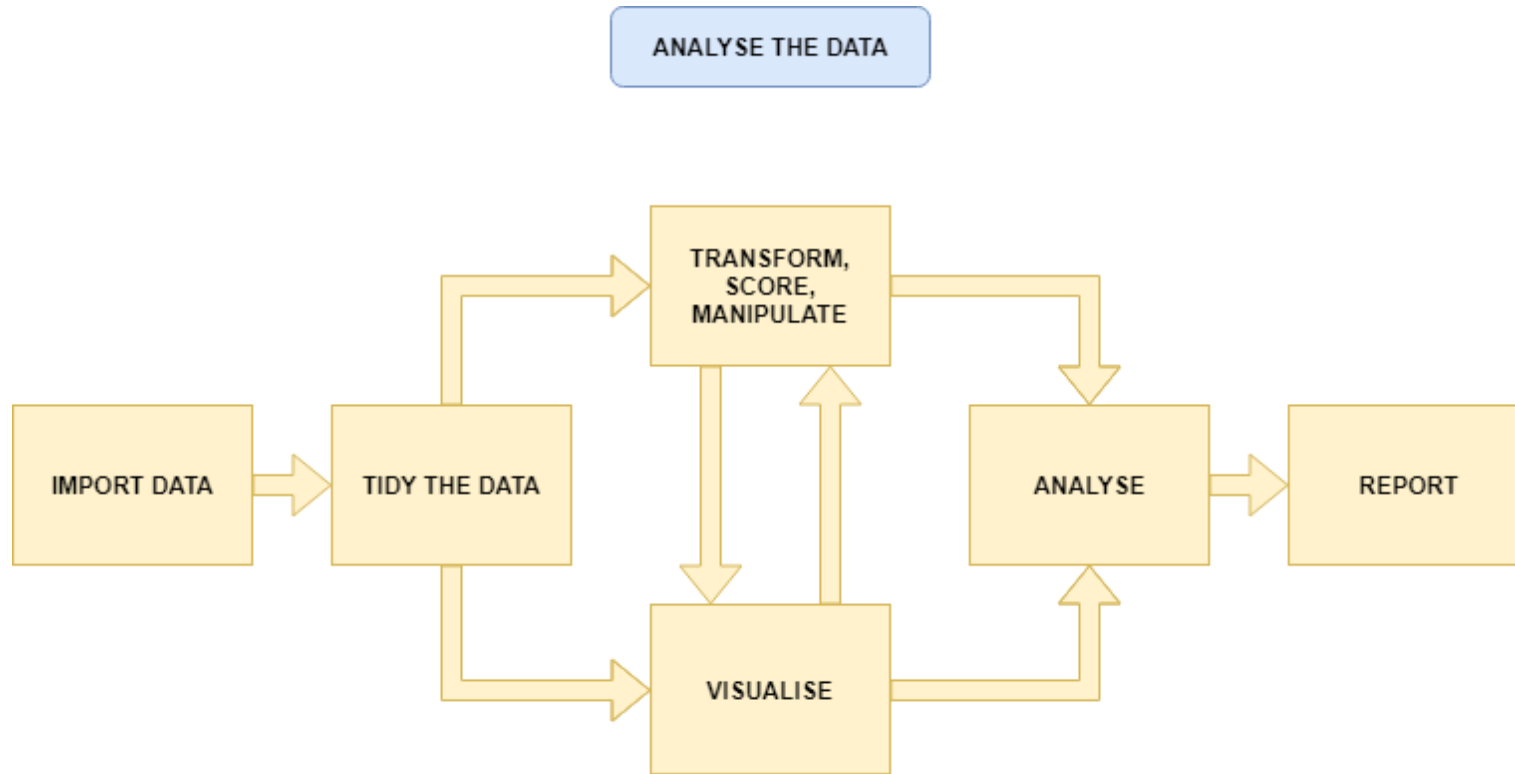 ANALYSE THE DATA
TRANSFORM,
SCORE,
MANIPULATE
IMPORT DATA
TIDY THE DATA
ANALYSE
REPORT
VISUALISE